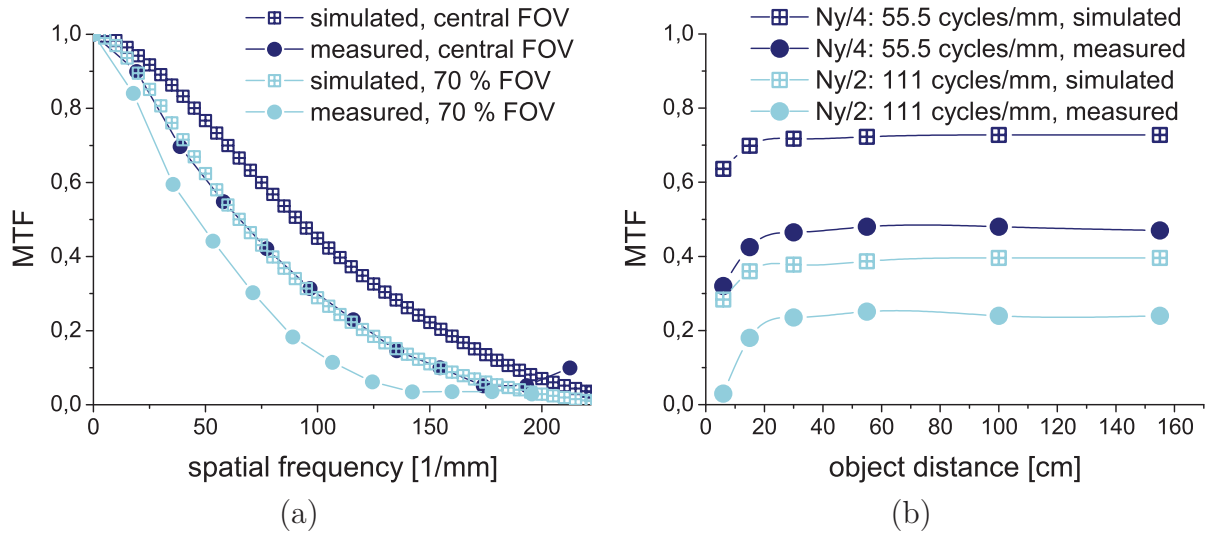 simulated, central FOV
measured, central FOV
simulated, 70 % FOV
measured, 70 % FOV
1,0
0,8
0,6
0,4
0,2
0,0
MTF
0 50 100 150 200
spatial frequency [1/mm]
(a)
Ny/4: 55.5 cycles/mm, simulated
Ny/4: 55.5 cycles/mm, measured
Ny/2: 111 cycles/mm, simulated
Ny/2: 111 cycles/mm, measured
1,0
0,8
0,6
0,4
0,2
0,0
MTF
0 20 40 60 80 100 120 140 160
object distance [cm]
(b)